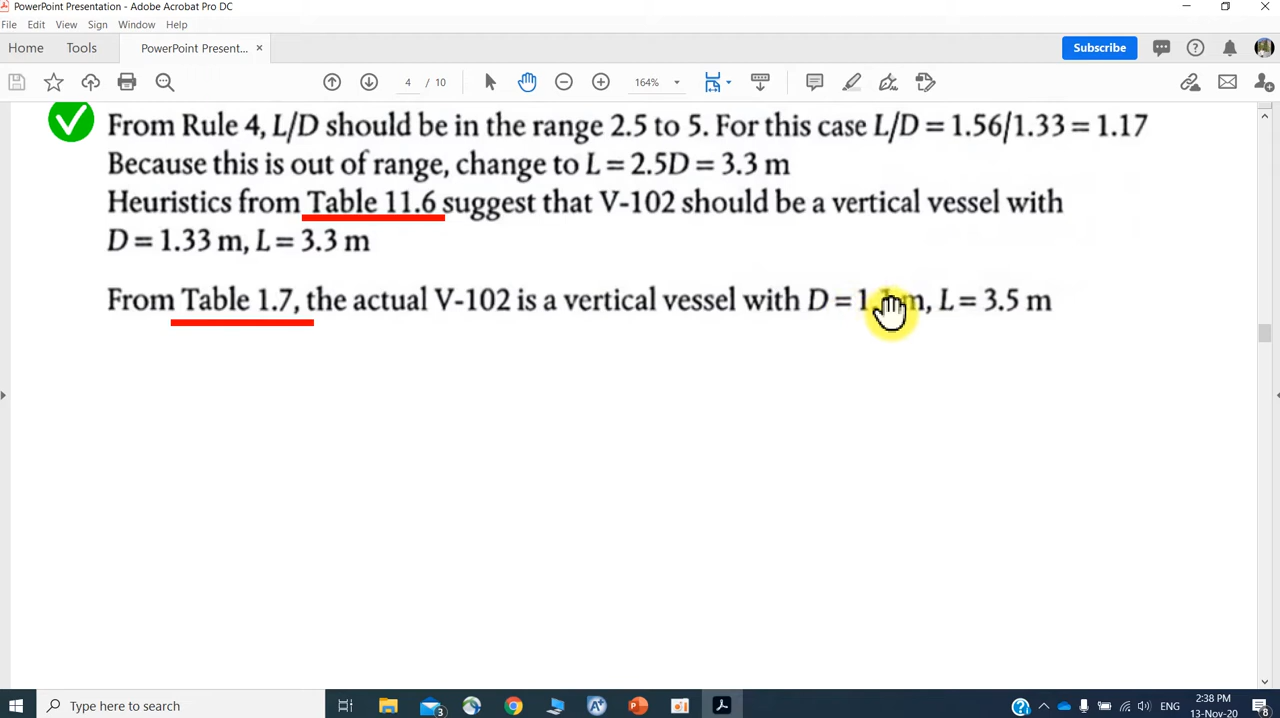 PowerPoint Presentation - Adobe Acrobat Pro DC
File Edit View Sign Window Help
Home Tools PowerPoint Present... × Subscribe
4 / 10 164%
From Rule 4, L/D should be in the range 2.5 to 5. For this case L/D = 1.56/1.33 = 1.17
Because this is out of range, change to L = 2.5D = 3.3 m
Heuristics from Table 11.6 suggest that V-102 should be a vertical vessel with
D = 1.33 m, L = 3.3 m
From Table 1.7, the actual V-102 is a vertical vessel with D = m, L = 3.5 m
Type here to search
3
ENG
2:38 PM
13-Nov-20
8